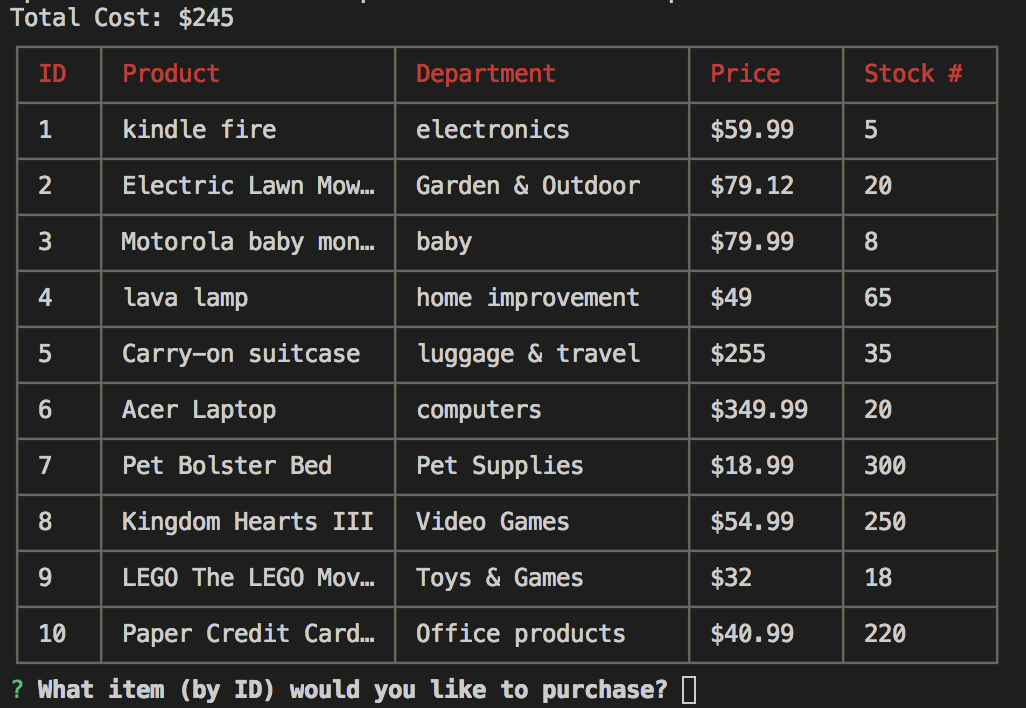 Total Cost: $245
ID Product Department Price Stock #
1 kindle fire electronics $59.99 5
2 Electric Lawn Mow… Garden & Outdoor $79.12 20
3 Motorola baby mon… baby $79.99 8
4 lava lamp home improvement $49 65
5 Carry-on suitcase luggage & travel $255 35
6 Acer Laptop computers $349.99 20
7 Pet Bolster Bed Pet Supplies $18.99 300
8 Kingdom Hearts III Video Games $54.99 250
9 LEGO The LEGO Mov… Toys & Games $32 18
10 Paper Credit Card… Office products $40.99 220
? What item (by ID) would you like to purchase?